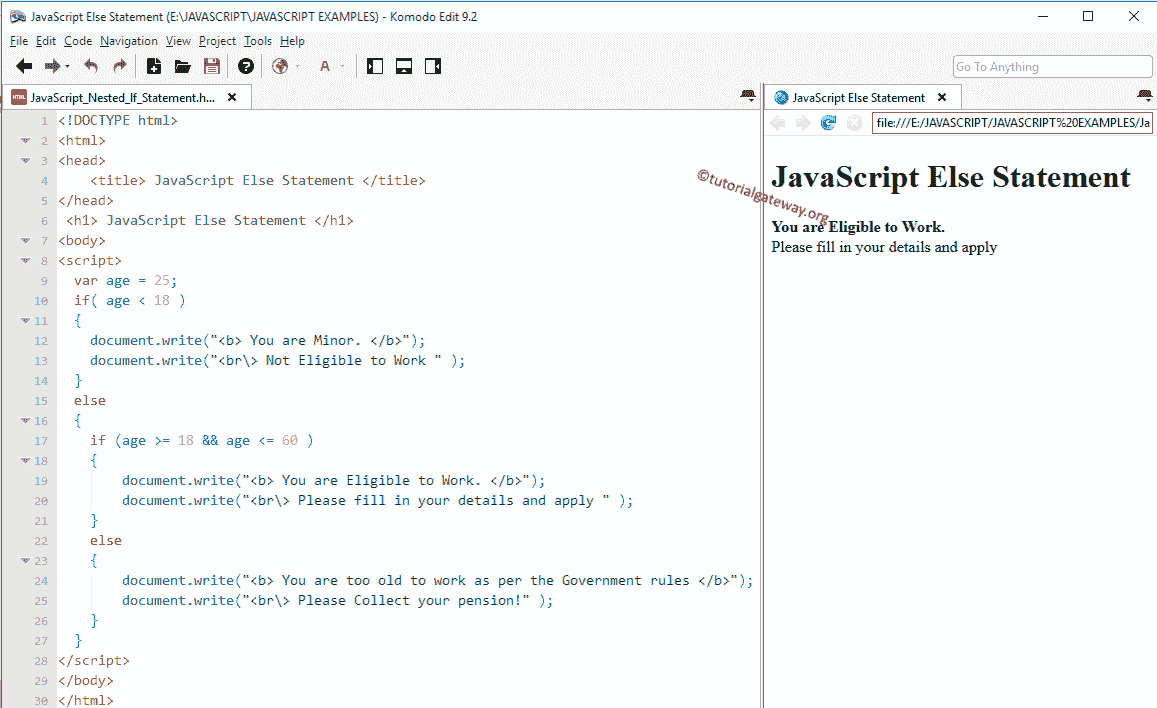 JavaScript Else Statement (E:\JAVASCRIPT\JAVASCRIPT EXAMPLES) - Komodo Edit 9.2
File Edit Code Navigation View Project Tools Help
A
Go To Anything
HTML JavaScript_Nested_If_Statement.h...
JavaScript Else Statement
file:///E:/JAVASCRIPT/JAVASCRIPT%20EXAMPLES/Ja
1 <!DOCTYPE html>
2 <html>
3 <head>
4     <title> JavaScript Else Statement </title>
5 </head>
6  <h1> JavaScript Else Statement </h1>
7 <body>
8 <script>
9   var age = 25;
10   if( age < 18 )
11   {
12     document.write("<b> You are Minor. </b>");
13     document.write("<br\> Not Eligible to Work " );
14   }
15   else
16   {
17     if (age >= 18 && age <= 60 )
18     {
19         document.write("<b> You are Eligible to Work. </b>");
20         document.write("<br\> Please fill in your details and apply " );
21     }
22     else
23     {
24         document.write("<b> You are too old to work as per the Government rules </b>");
25         document.write("<br\> Please Collect your pension!" );
26     }
27   }
28 </script>
29 </body>
30 </html>
©tutorialgateway.org
JavaScript Else Statement
You are Eligible to Work.
Please fill in your details and apply